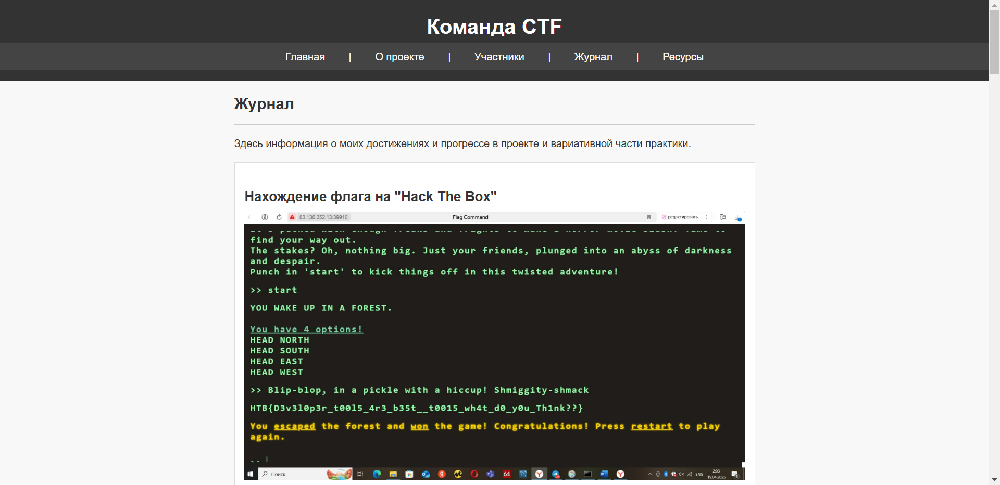 Команда CTF
Главная | О проекте | Участники | Журнал | Ресурсы
Журнал
Здесь информация о моих достижениях и прогрессе в проекте и вариативной части практики.
Нахождение флага на "Hack The Box"
83.136.252.13:39910 Flag Command редактировать
find your way out.
The stakes? Oh, nothing big. Just your friends, plunged into an abyss of darkness
and despair.
Punch in 'start' to kick things off in this twisted adventure!
>> start
YOU WAKE UP IN A FOREST.
You have 4 options!
HEAD NORTH
HEAD SOUTH
HEAD EAST
HEAD WEST
>> Blip-blop, in a pickle with a hiccup! Shmiggity-shmack
HTB{D3v3l0p3r_t00l5_4r3_b35t__t0015_wh4t_d0_y0u_Th1nk??}
You escaped the forest and won the game! Congratulations! Press restart to play
again.
Поиск 64 ENG 2:03
19.04.2025